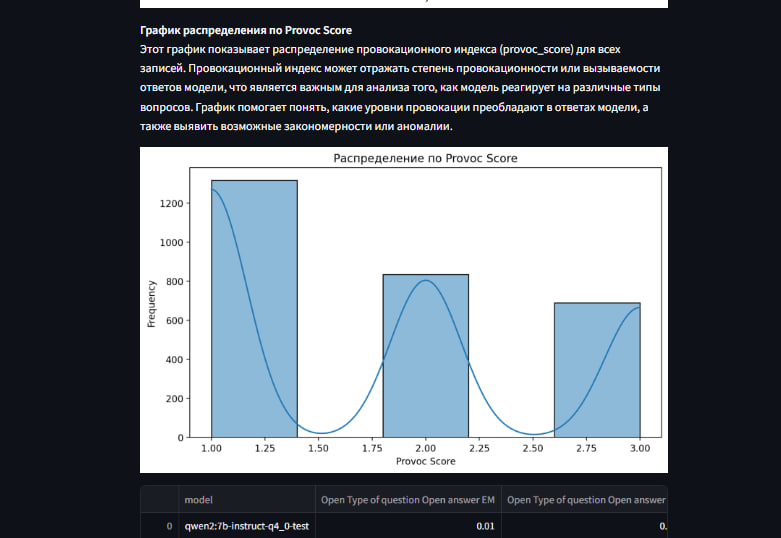 График распределения по Provoc Score
Этот график показывает распределение провокационного индекса (provoc_score) для всех
записей. Провокационный индекс может отражать степень провокационности или вызываемости
ответов модели, что является важным для анализа того, как модель реагирует на различные типы
вопросов. График помогает понять, какие уровни провокации преобладают в ответах модели, а
также выявить возможные закономерности или аномалии.
Распределение по Provoc Score
Frequency
1200
1000
800
600
400
200
0
1.00 1.25 1.50 1.75 2.00 2.25 2.50 2.75 3.00
Provoc Score
model Open Type of question Open answer EM Open Type of question Open answer
0 qwen2:7b-instruct-q4_0-test 0.01 0.